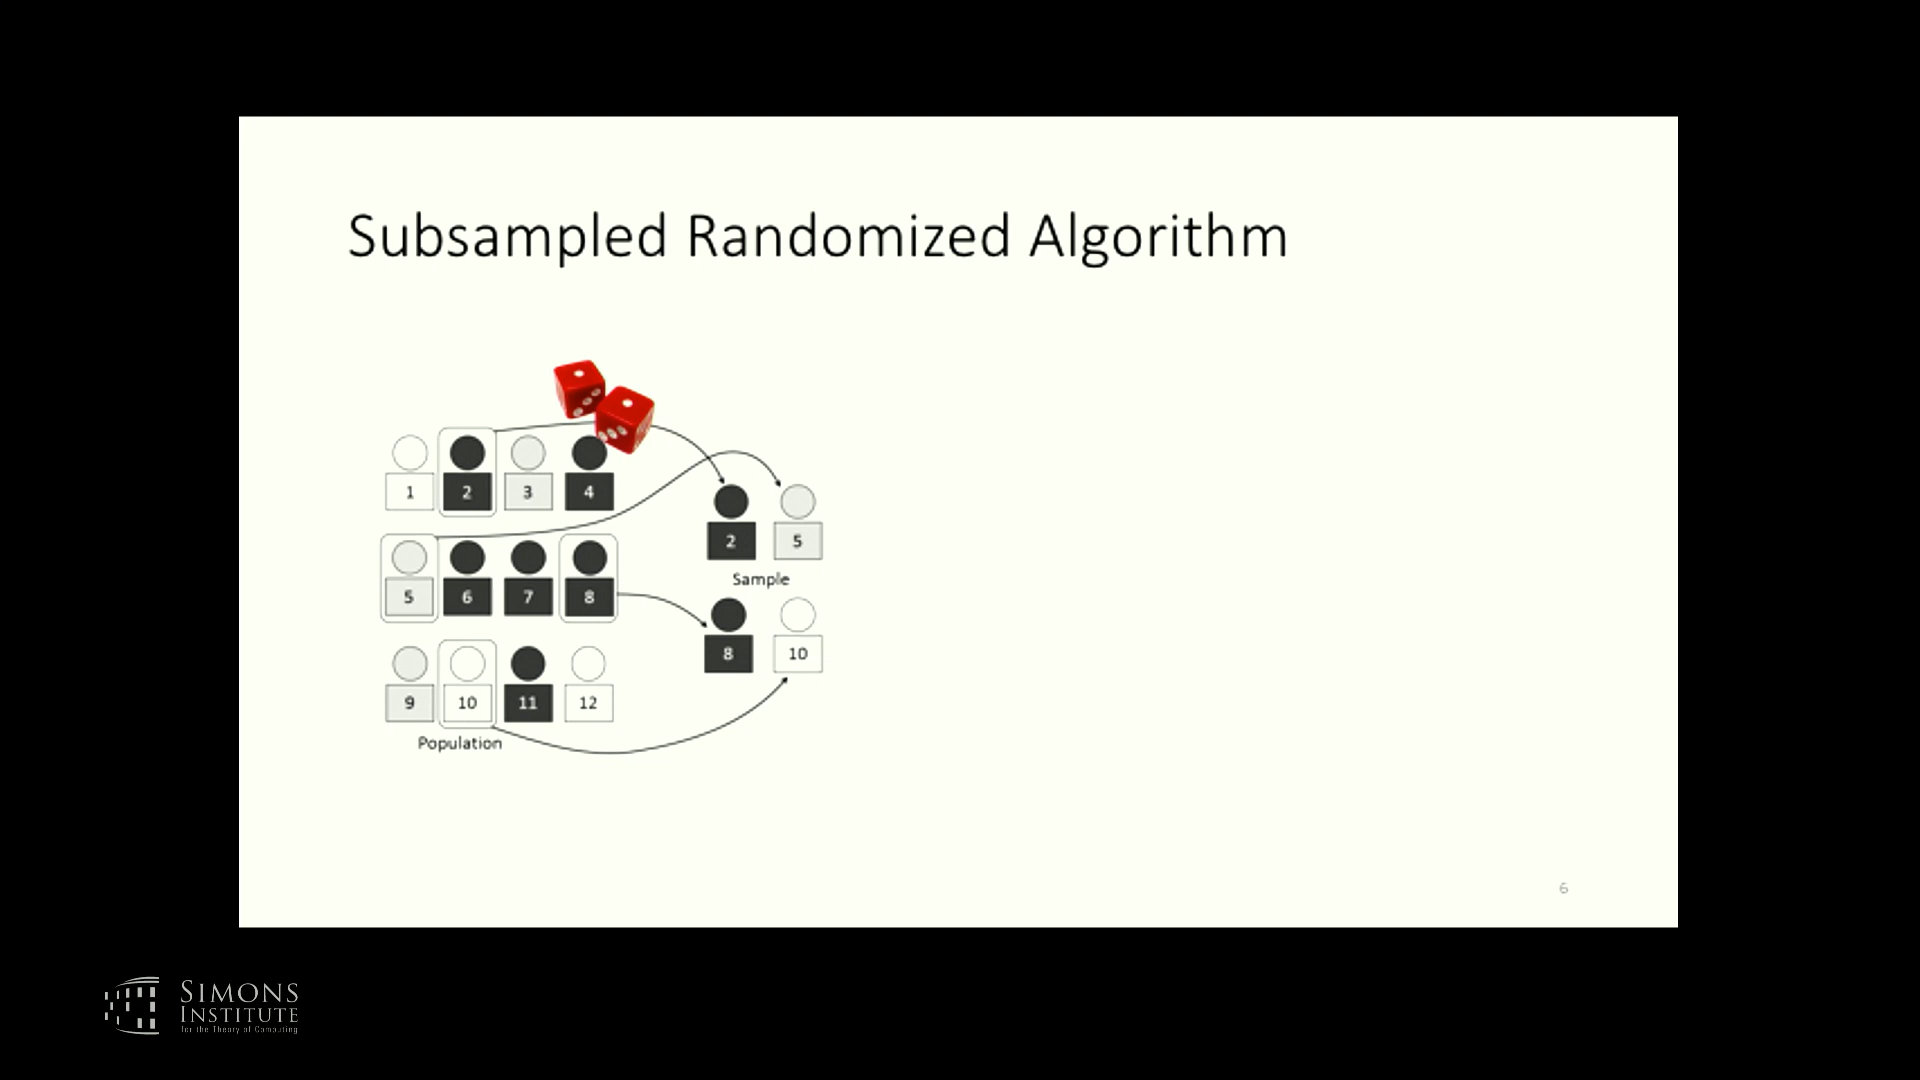 Subsampled Randomized Algorithm
1 2 3 4
2 5
Sample
5 6 7 8
8 10
9 10 11 12
Population
6
SIMONS
INSTITUTE
for the Theory of Computing